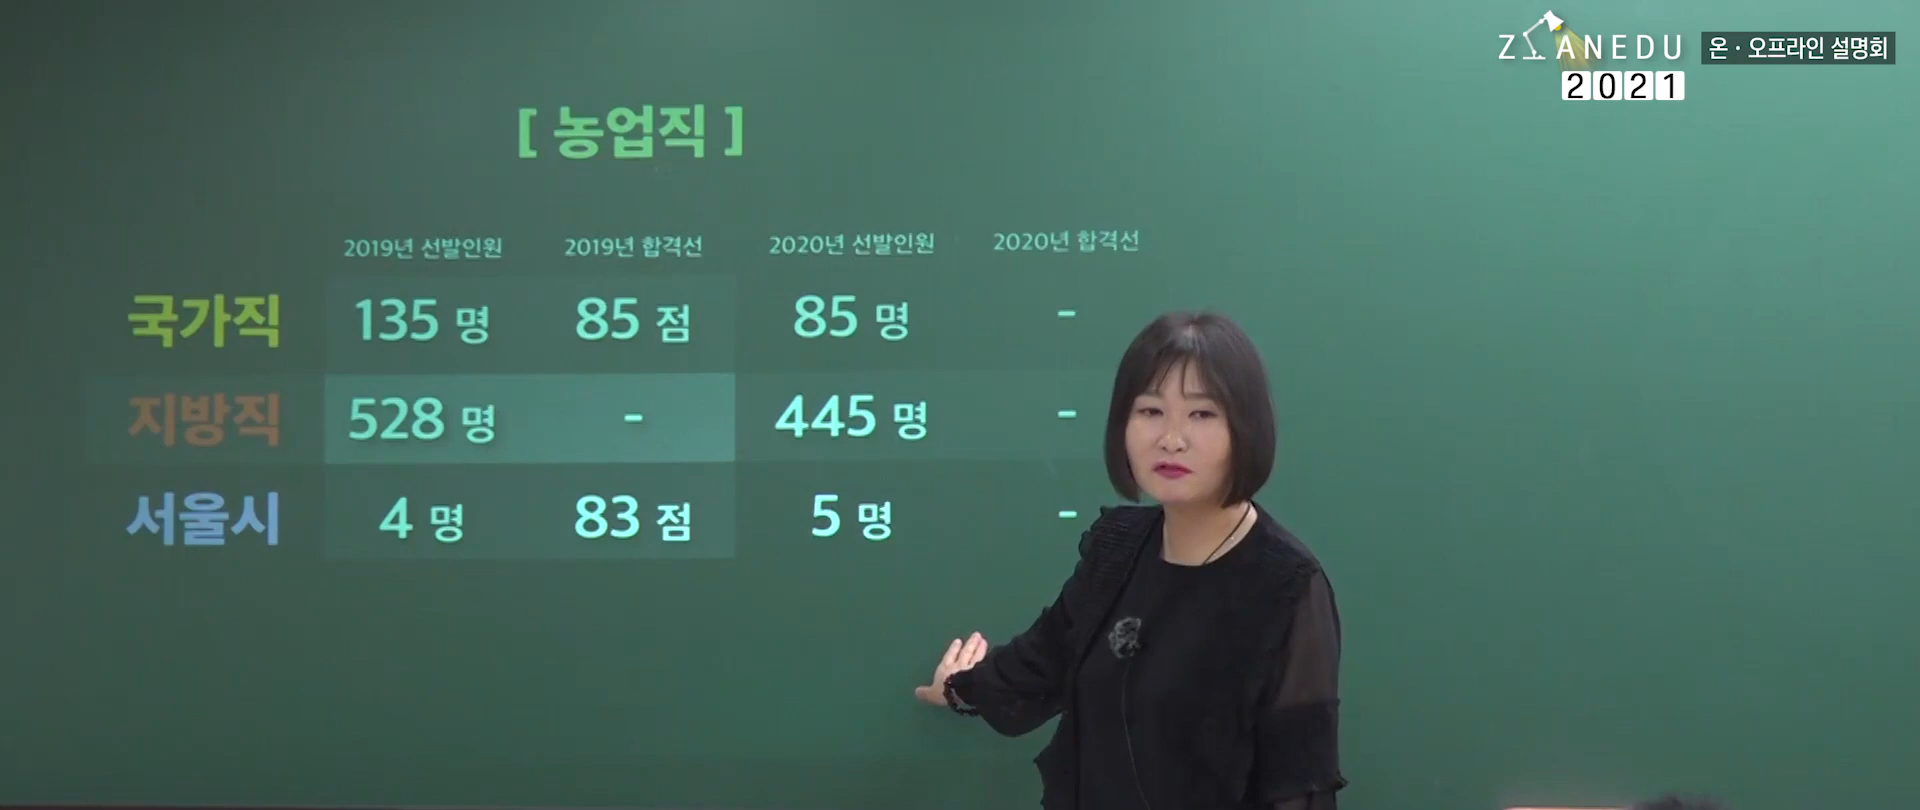 ZIANEDU 온·오프라인 설명회
2021
[ 농업직 ]
2019년 선발인원 2019년 합격선 2020년 선발인원 2020년 합격선
국가직 135 명 85 점 85 명 -
지방직 528 명 - 445 명 -
서울시 4 명 83 점 5 명 -